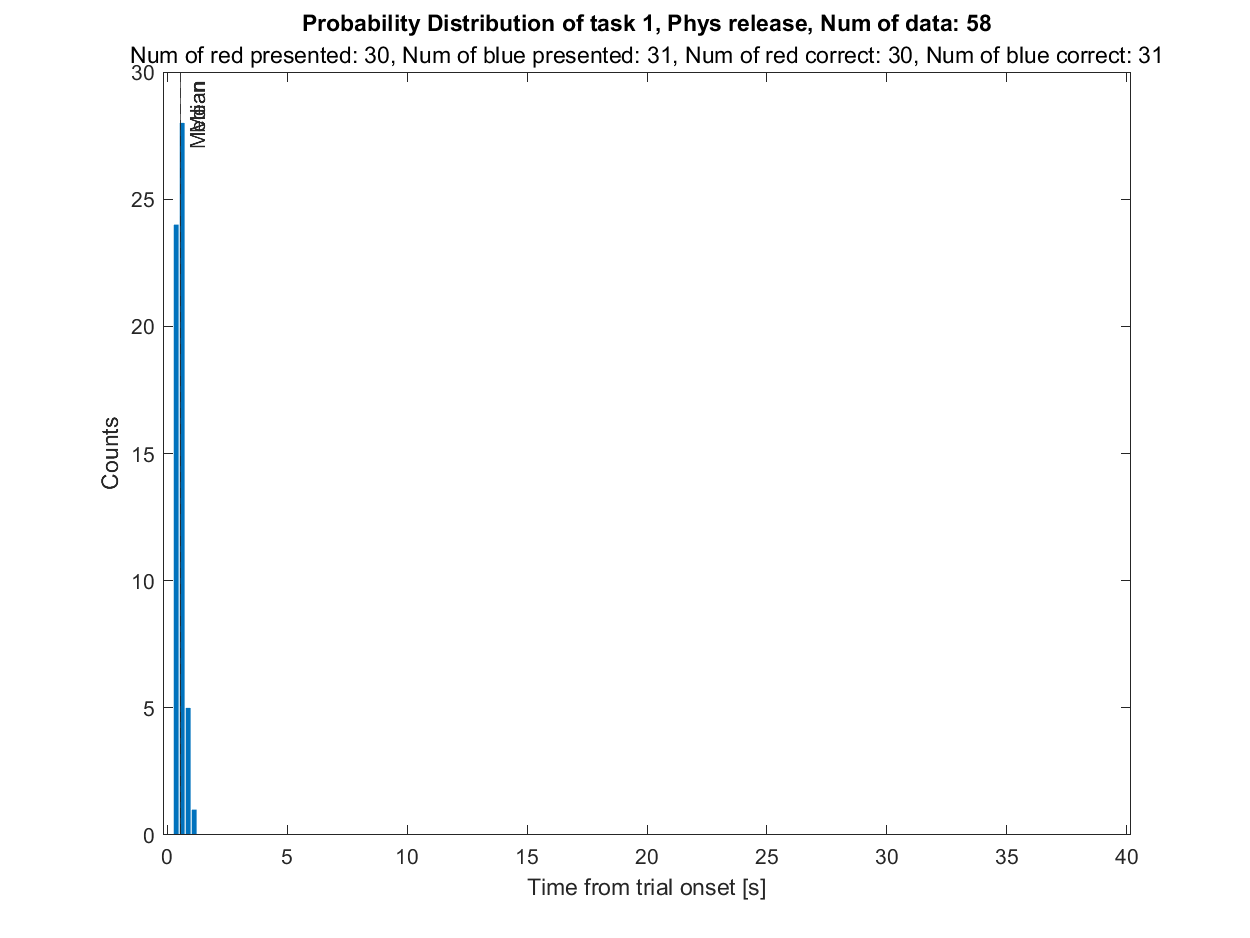 Probability Distribution of task 1, Phys release, Num of data: 58
Num of red presented: 30, Num of blue presented: 31, Num of red correct: 30, Num of blue correct: 31
30
25
20
15
10
5
0
Counts
Median
0 5 10 15 20 25 30 35 40
Time from trial onset [s]